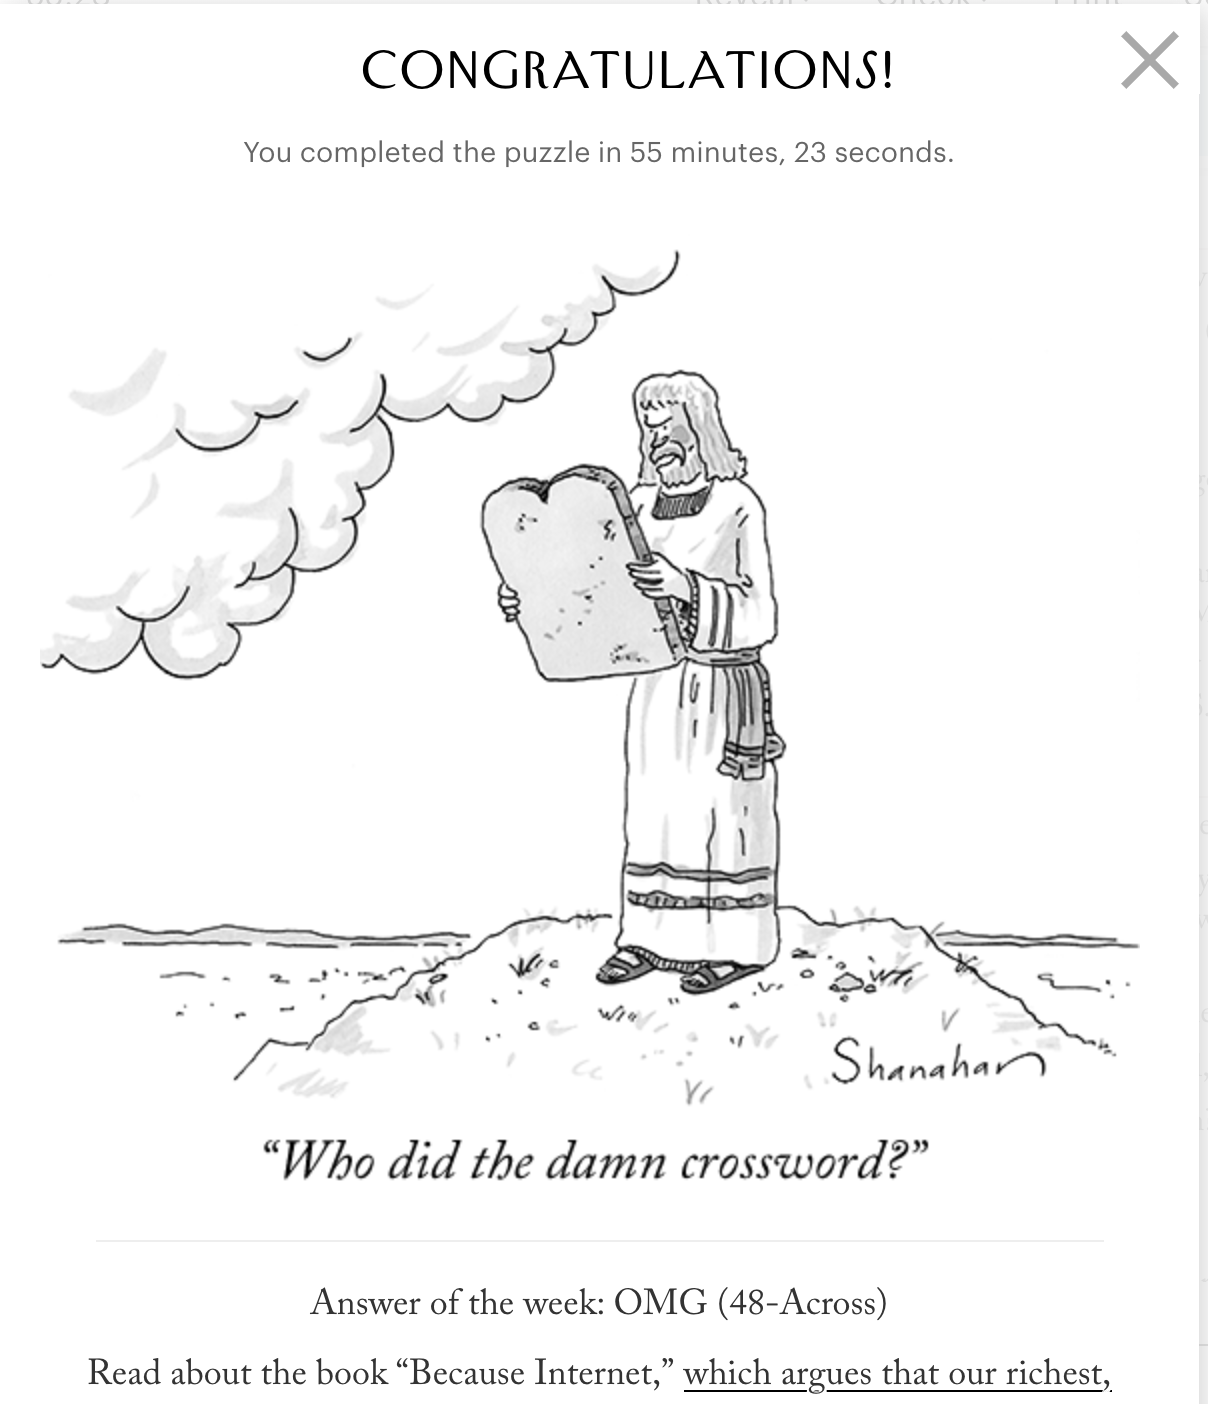 CONGRATULATIONS!
You completed the puzzle in 55 minutes, 23 seconds.
Shanahan
“Who did the damn crossword?”
Answer of the week: OMG (48-Across)
Read about the book “Because Internet,” which argues that our richest,